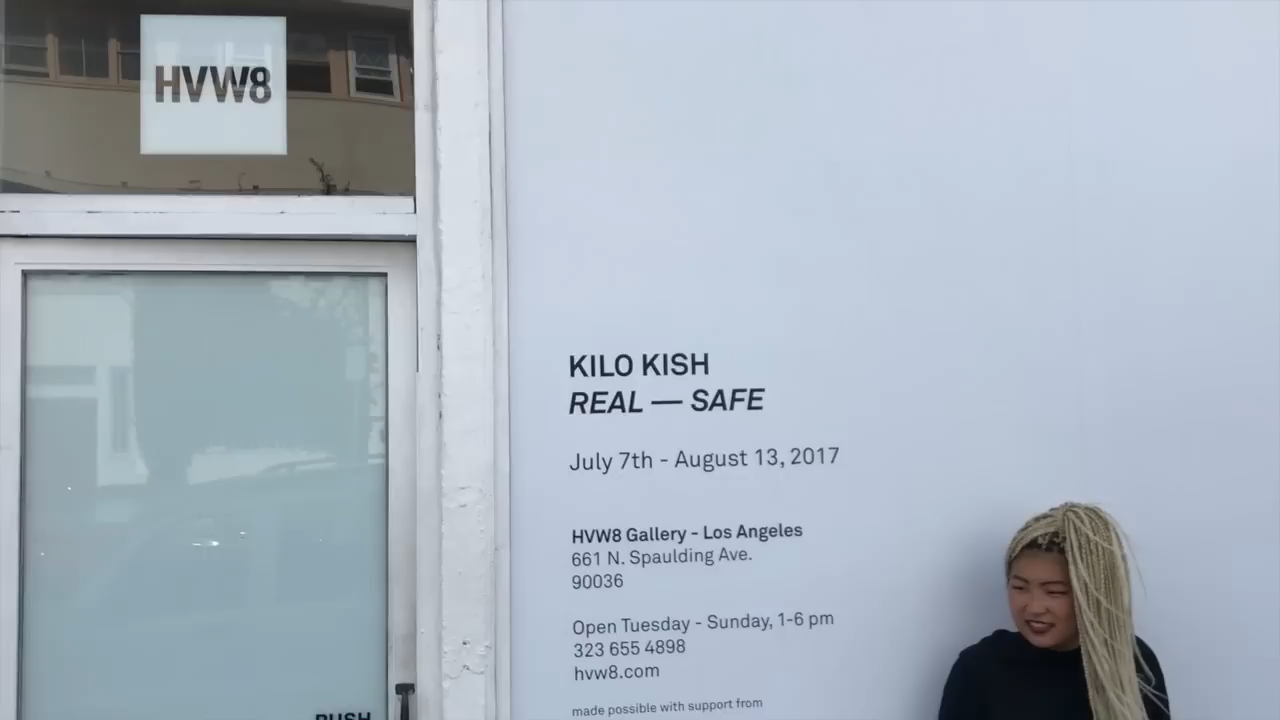 HVW8
KILO KISH
REAL — SAFE
July 7th - August 13, 2017
HVW8 Gallery - Los Angeles
661 N. Spaulding Ave.
90036
Open Tuesday - Sunday, 1-6 pm
323 655 4898
hvw8.com
made possible with support from
PUSH